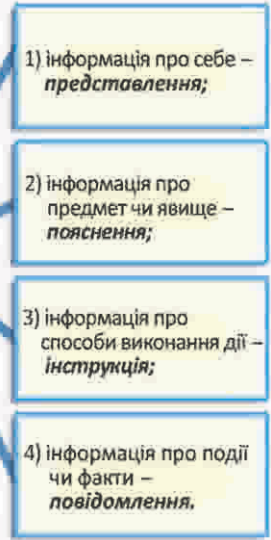 1) інформація про себе –
представлення;
2) інформація про
предмет чи явище –
пояснення;
3) інформація про
способи виконання дії –
інструкція;
4) інформація про події
чи факти –
повідомлення.